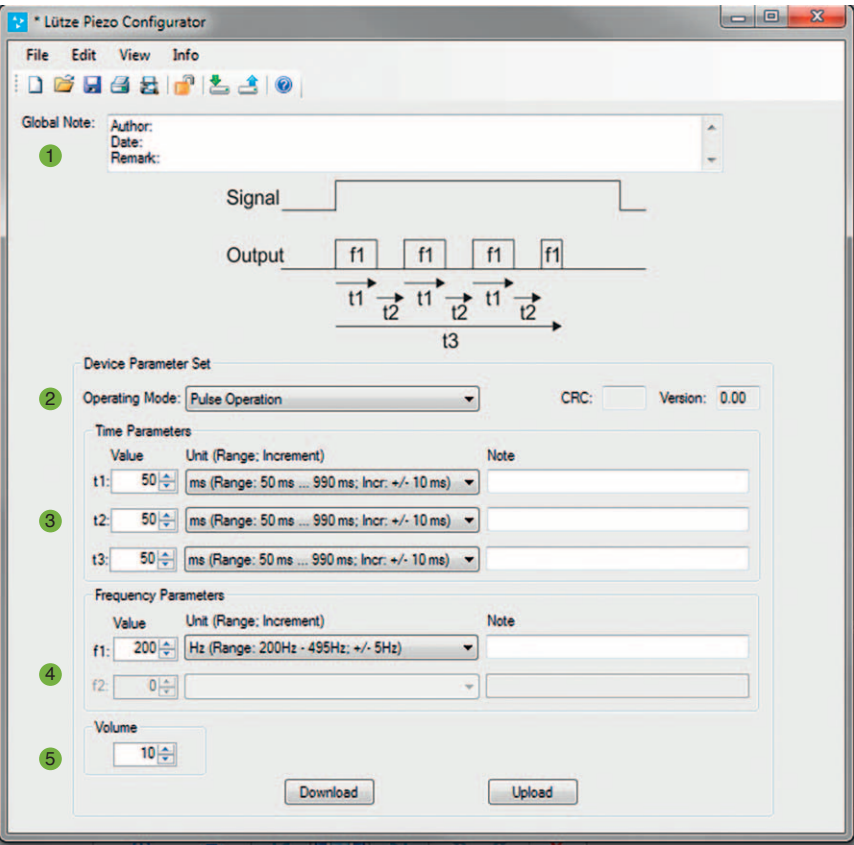 * Lütze Piezo Configurator
File Edit View Info
Global Note:
Author:
Date:
Remark:
1
Signal
Output f1 f1 f1 f1
t1 t2 t1 t2 t1 t2
t3
Device Parameter Set
2 Operating Mode: Pulse Operation CRC: Version: 0.00
Time Parameters
Value Unit (Range; Increment) Note
t1: 50 ms (Range: 50 ms ... 990 ms; Incr: +/- 10 ms)
3 t2: 50 ms (Range: 50 ms ... 990 ms; Incr: +/- 10 ms)
t3: 50 ms (Range: 50 ms ... 990 ms; Incr: +/- 10 ms)
Frequency Parameters
Value Unit (Range; Increment) Note
f1: 200 Hz (Range: 200Hz - 495Hz; +/- 5Hz)
4 f2: 0
Volume
5 10
Download Upload